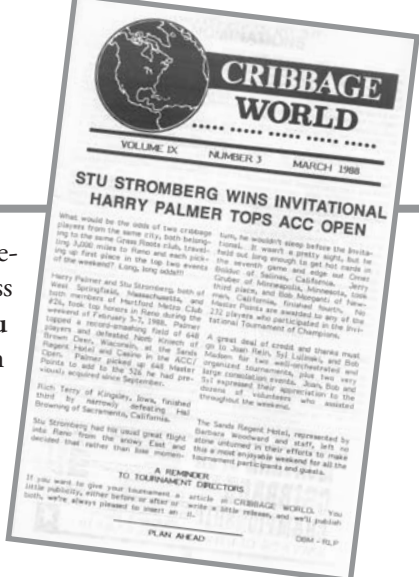 CRIBBAGE
WORLD
VOLUME IX NUMBER 3 MARCH 1988
STU STROMBERG WINS INVITATIONAL
HARRY PALMER TOPS ACC OPEN
What would be the odds of two cribbage
players from the same city, both belong-
ing to the same Grass Roots club, travel-
ing 3,000 miles to Reno and each pick-
ing up first place in the top two events
of the weekend? Long, long odds!!!
Harry Palmer and Stu Stromberg, both of
West Springfield, Massachusetts, and
both members of Hartford Metro Club
#28, took top honors in Reno during the
weekend of February 5-7, 1988. Palmer
topped a record-smashing field of 648
players and defeated Norb Kniech of
Brown Deer, Wisconsin, at the Sands
Regent Hotel and Casino in the ACC
Open. Palmer picked up 648 Master
Points to add to the 526 he had pre-
viously acquired since September.
Rich Terry of Kingsley, Iowa, finished
third by narrowly defeating Hal
Browning of Sacramento, California.
Stu Stromberg had his usual great flight
into Reno from the snowy East and
decided that rather than lose momen-
tum, he wouldn't sleep before the Invita-
tional. It wasn't a pretty sight, but he
held out long enough to get hot hands in
the seventh game and edge out Omer
Bolduc of Salinas, California. Jerry
Gruber of Minneapolis, Minnesota, took
third place, and Bob Monganti of
California, finished fourth. No
Master Points are awarded to any of the
232 players who participated in the Invi-
tational Tournament of Champions.
A great deal of credit and thanks must
go to Joan Rein, Syl Lulinski, and Bob
Madsen for two well-orchestrated and
organized tournaments, plus two very
large consolation events. Joan, Bob and
Syl expressed their appreciation to the
dozens of volunteers who assisted
throughout the weekend.
The Sands Regent Hotel, represented by
Barbara Woodward and staff, left no
stone unturned in their efforts to make
this a most enjoyable weekend for all the
tournament participants and guests.
A REMINDER
TO TOURNAMENT DIRECTORS
If you want to give your tournament a
little publicity, either before or after or
both, we're always pleased to insert an
article in CRIBBAGE WORLD. You
write a little release, and we'll publish
it.
PLAN AHEAD
DBM - RLP
e-
ss
u
n